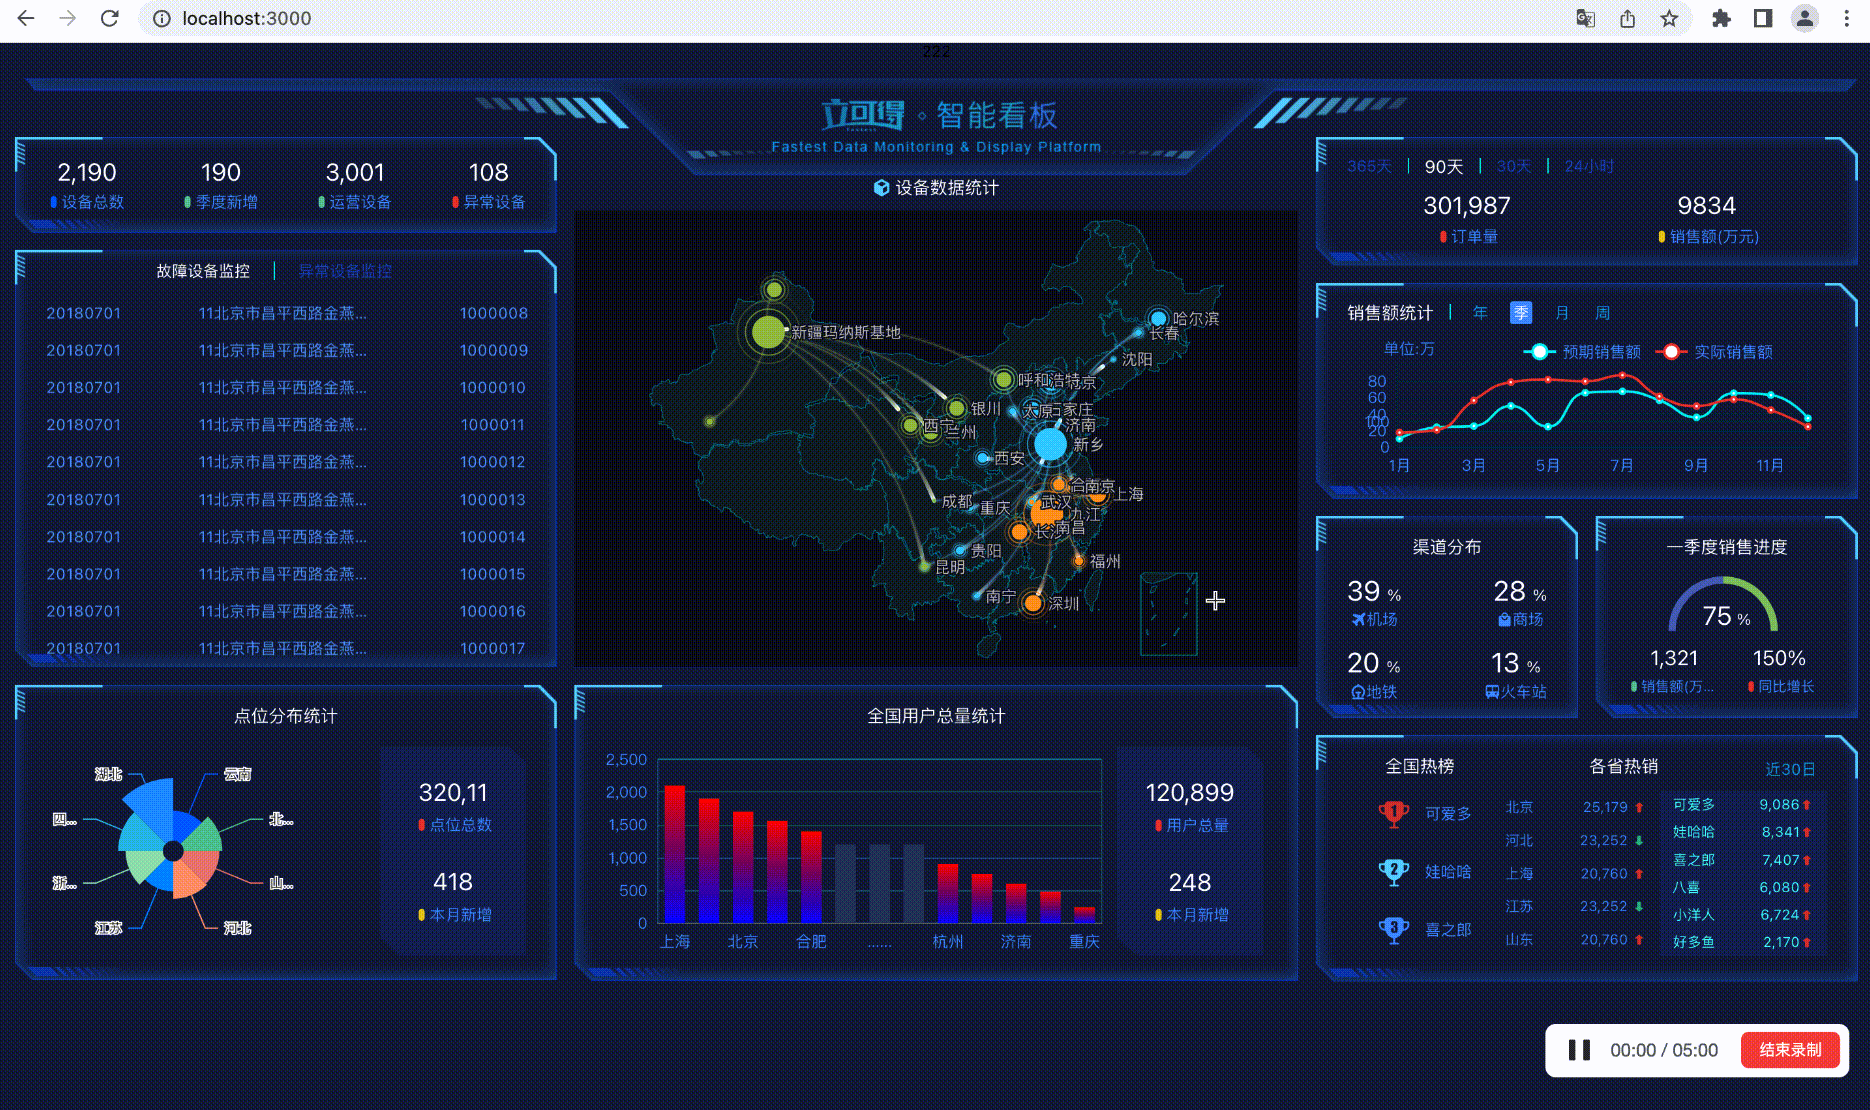 localhost:3000
222
立可得 · 智能看板
Fastest Data Monitoring & Display Platform
2,190 190 3,001 108
设备总数 季度新增 运营设备 异常设备
故障设备监控 异常设备监控
20180701 11北京市昌平西路金燕... 1000008
20180701 11北京市昌平西路金燕... 1000009
20180701 11北京市昌平西路金燕... 1000010
20180701 11北京市昌平西路金燕... 1000011
20180701 11北京市昌平西路金燕... 1000012
20180701 11北京市昌平西路金燕... 1000013
20180701 11北京市昌平西路金燕... 1000014
20180701 11北京市昌平西路金燕... 1000015
20180701 11北京市昌平西路金燕... 1000016
20180701 11北京市昌平西路金燕... 1000017
点位分布统计
湖北 云南
四... 北...
浙... 山...
江苏 河北
320,11
点位总数
418
本月新增
设备数据统计
哈尔滨
长春
新疆玛纳斯基地
沈阳
呼和浩特
银川
太原
济南
西宁
兰州
新乡
西安
南京
上海
成都
重庆
武汉
九江
南昌
贵阳
福州
昆明
南宁
深圳
全国用户总量统计
2,500
2,000
1,500
1,000
500
0
上海 北京 合肥 ...... 杭州 济南 重庆
120,899
用户总量
248
本月新增
365天 90天 30天 24小时
301,987 9834
订单量 销售额(万元)
销售额统计 年 季 月 周
单位:万 预期销售额 实际销售额
80
60
40
20
0
1月 3月 5月 7月 9月 11月
渠道分布
39 % 28 %
机场 商场
20 % 13 %
地铁 火车站
一季度销售进度
75 %
1,321 150%
销售额(万... 同比增长
全国热榜 各省热销 近30日
1 可爱多
2 娃哈啥
3 喜之郎
北京 25,179
河北 23,252
上海 20,760
江苏 23,252
山东 20,760
可爱多 9,086
娃哈哈 8,341
喜之郎 7,407
八喜 6,080
小洋人 6,724
好多鱼 2,170
00:00 / 05:00 结束录制